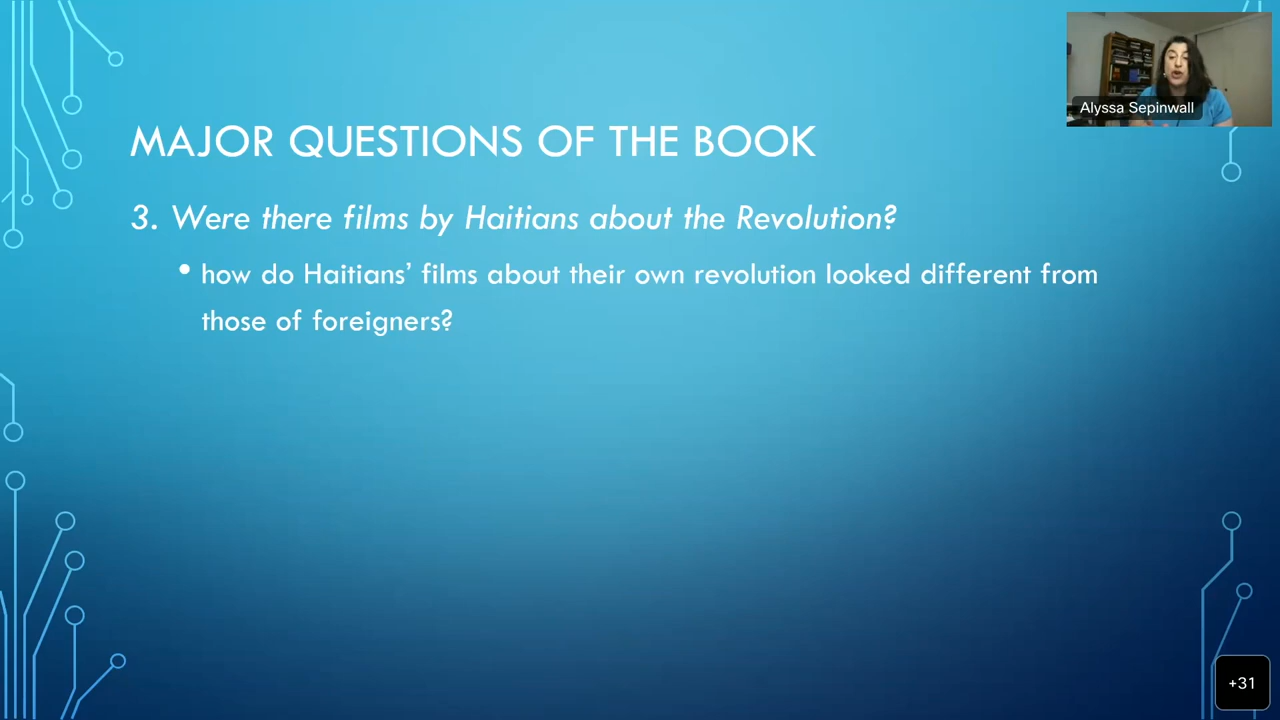 Alyssa Sepinwall
MAJOR QUESTIONS OF THE BOOK
3. Were there films by Haitians about the Revolution?
• how do Haitians’ films about their own revolution looked different from
those of foreigners?
+31